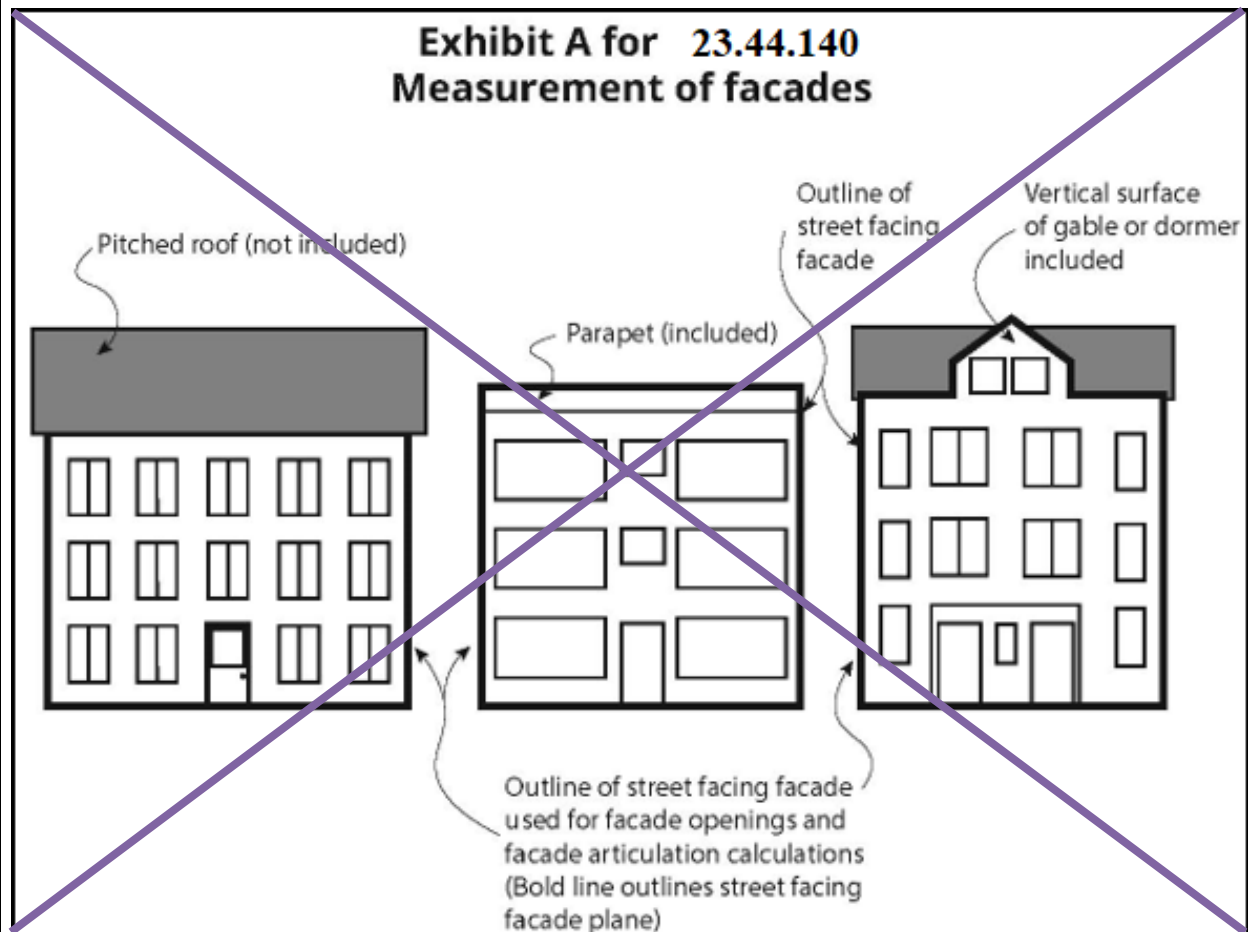 Exhibit A for 23.44.140
Measurement of facades
Pitched roof (not included)
Parapet (included)
Outline of
street facing
facade
Vertical surface
of gable or dormer
included
Outline of street facing facade
used for facade openings and
facade articulation calculations
(Bold line outlines street facing
facade plane)